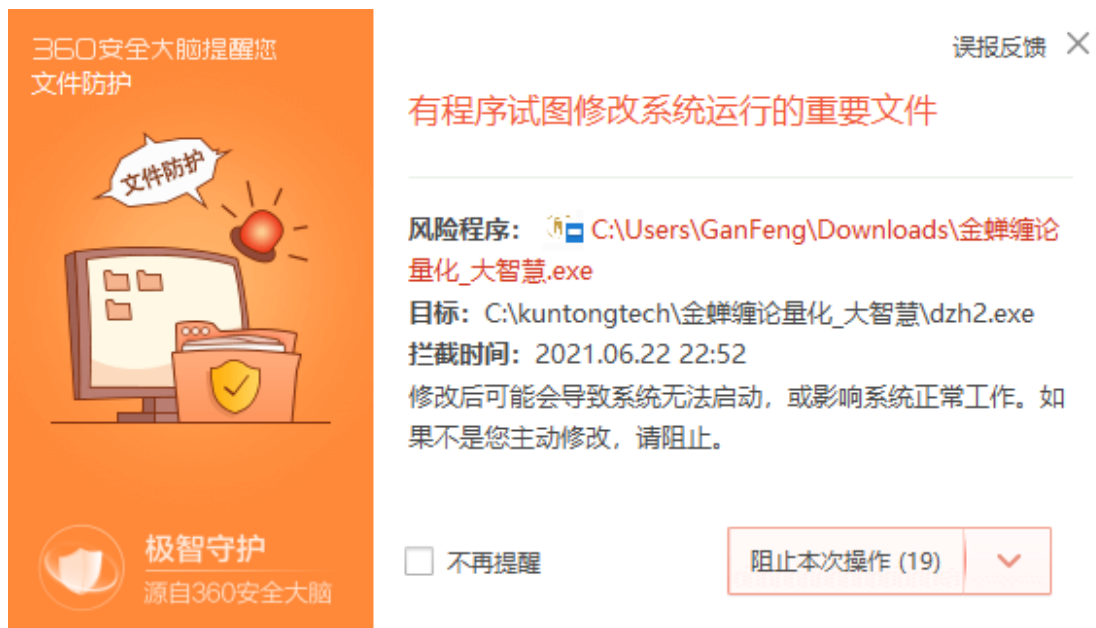 360安全大脑提醒您
文件防护
文件防护
极智守护
源自360安全大脑
误报反馈
有程序试图修改系统运行的重要文件
风险程序： C:\Users\GanFeng\Downloads\金蝉缠论
量化_大智慧.exe
目标：C:\kuntongtech\金蝉缠论量化_大智慧\dzh2.exe
拦截时间：2021.06.22 22:52
修改后可能会导致系统无法启动，或影响系统正常工作。如
果不是您主动修改，请阻止。
不再提醒
阻止本次操作 (19)